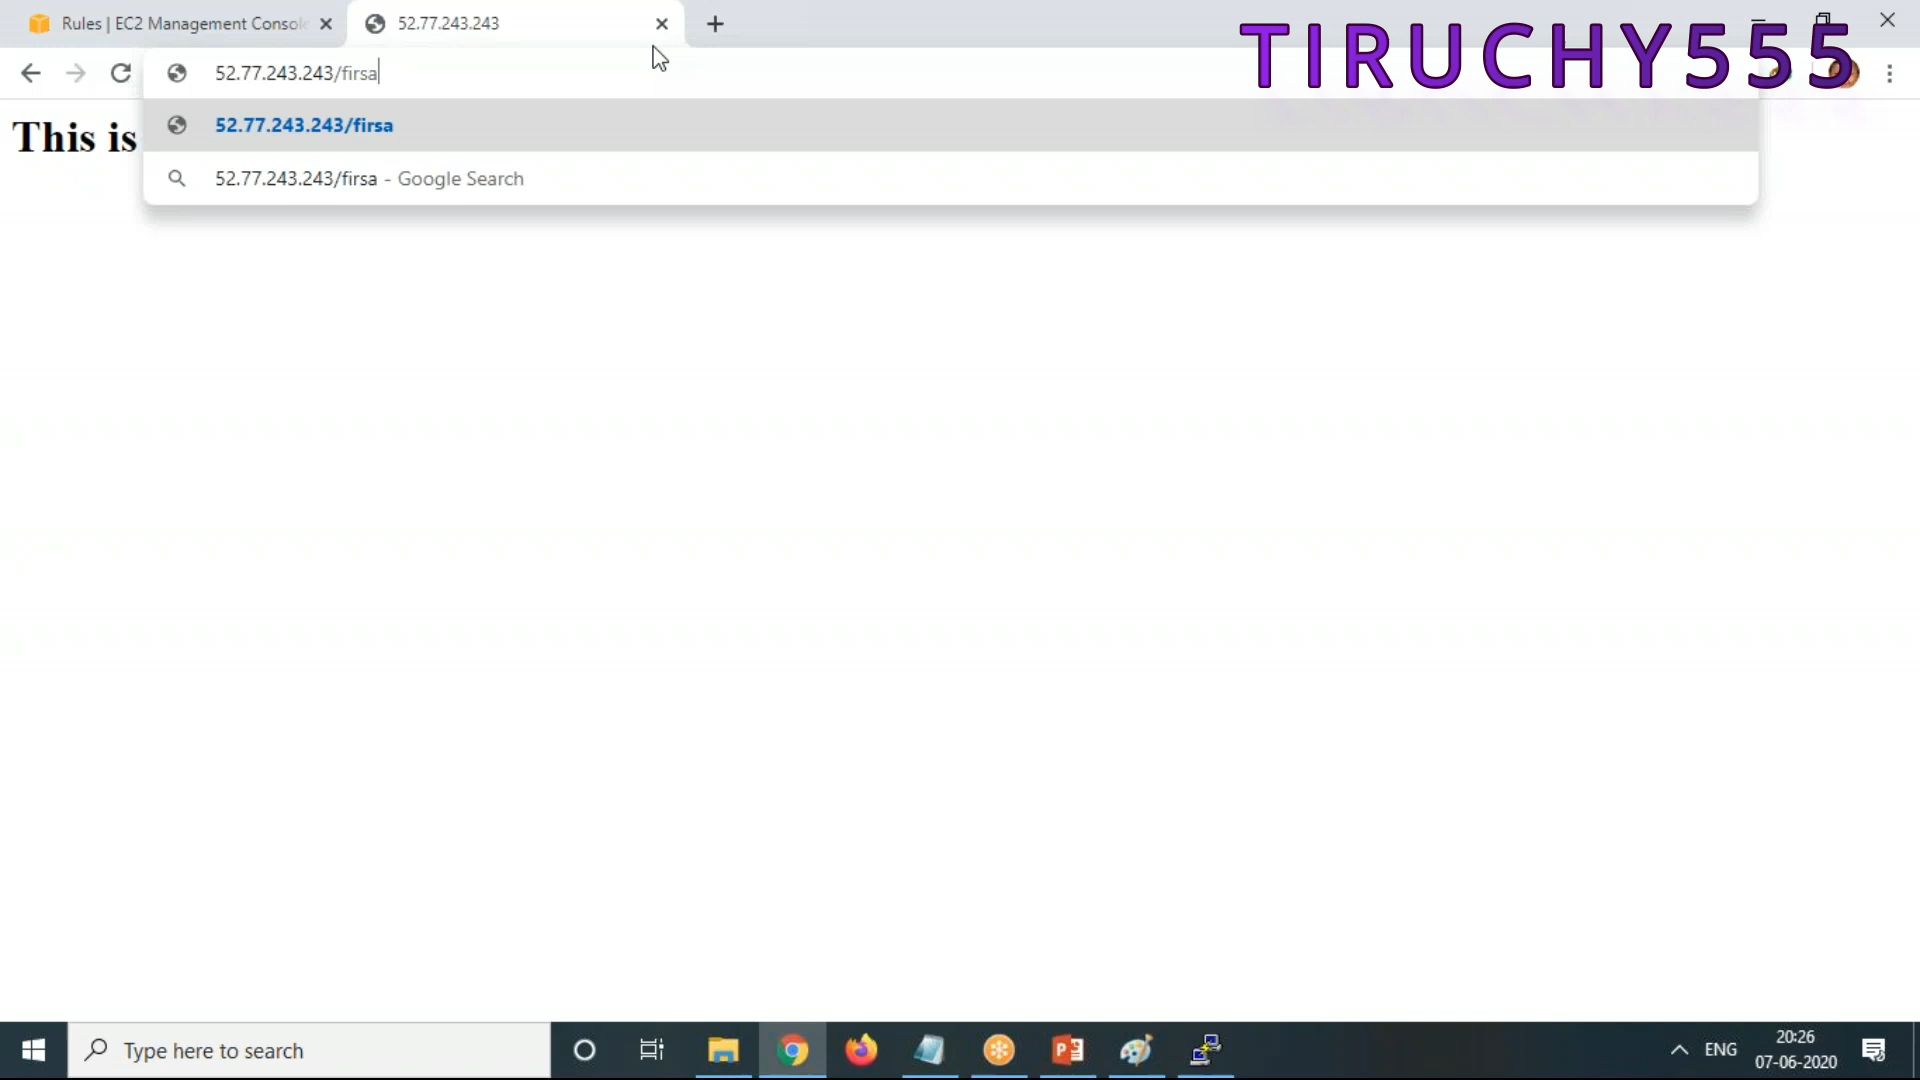 Rules | EC2 Management Consol
52.77.243.243
TIRUCHY555
52.77.243.243/firsa
52.77.243.243/firsa
52.77.243.243/firsa - Google Search
This is
Type here to search
ENG
20:26
07-06-2020